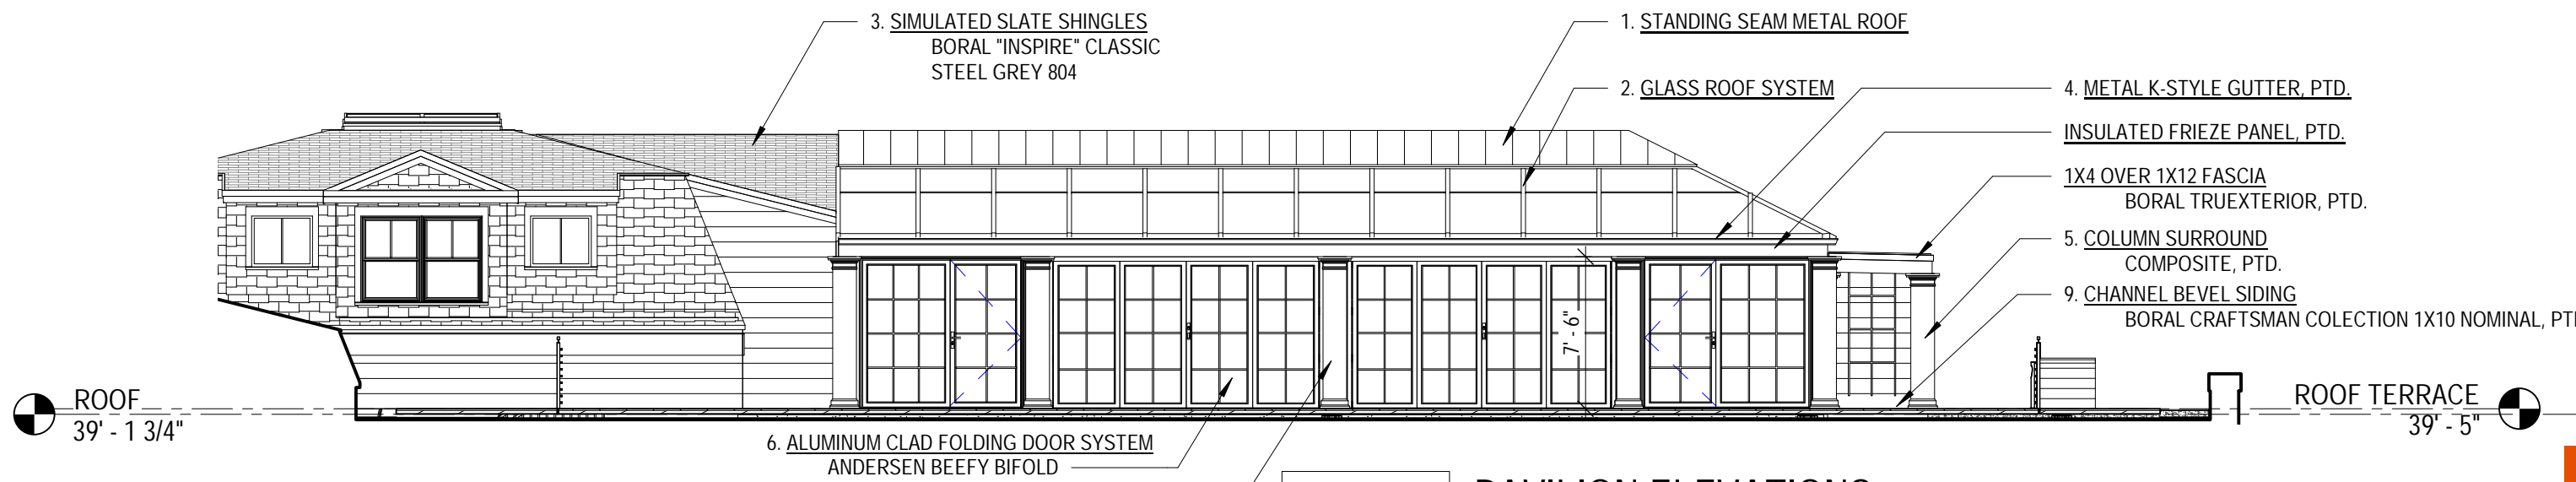 3. SIMULATED SLATE SHINGLES
BORAL "INSPIRE" CLASSIC
STEEL GREY 804
1. STANDING SEAM METAL ROOF
2. GLASS ROOF SYSTEM
4. METAL K-STYLE GUTTER, PTD.
INSULATED FRIEZE PANEL, PTD.
1X4 OVER 1X12 FASCIA
BORAL TRUEXTERIOR, PTD.
5. COLUMN SURROUND
COMPOSITE, PTD.
9. CHANNEL BEVEL SIDING
BORAL CRAFTSMAN COLECTION 1X10 NOMINAL, PT
7' - 6"
ROOF
39' - 1 3/4"
ROOF TERRACE
39' - 5"
6. ALUMINUM CLAD FOLDING DOOR SYSTEM
ANDERSEN BEEFY BIFOLD
PAVILION ELEVATIONS